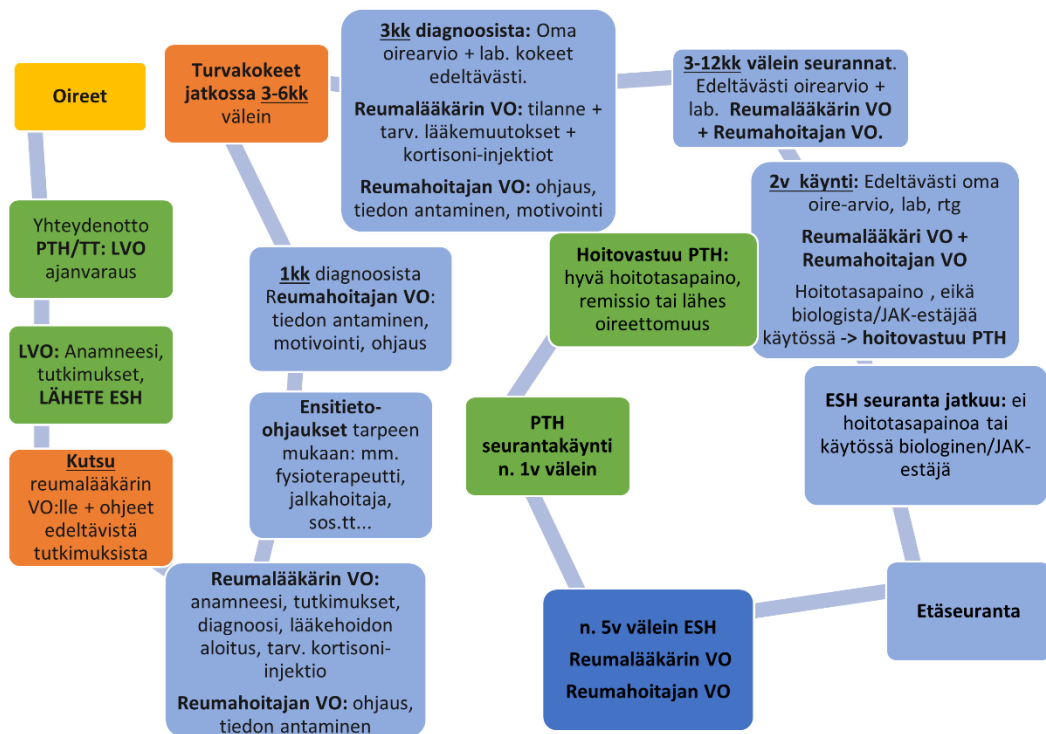 Oireet
Yhteydenotto
PTH/TT: LVO
ajanvaraus
LVO: Anamneesi,
tutkimukset,
LÄHETE ESH
Kutsu
reumalääkärin
VO:lle + ohjeet
edeltävistä
tutkimuksista
Reumalääkärin VO:
anamneesi, tutkimukset,
diagnoosi, lääkehoidon
aloitus, tarv. kortisoni-
injektio
Reumahoitajan VO: ohjaus,
tiedon antaminen
Ensitieto-
ohjaukset tarpeen
mukaan: mm.
fysioterapeutti,
jalkahoitaja,
sos.tt...
1kk diagnoosista
Reumahoitajan VO:
tiedon antaminen,
motivointi, ohjaus
Turvakokeet
jatkossa 3-6kk
välein
3kk diagnoosista: Oma
oirearvio + lab. kokeet
edeltävästi.
Reumalääkärin VO: tilanne +
tarv. lääkemuutokset +
kortisoni-injektiot
Reumahoitajan VO: ohjaus,
tiedon antaminen, motivointi
3-12kk välein seurannat.
Edeltävästi oirearvio +
lab. Reumalääkärin VO
+ Reumahoitajan VO.
2v käynti: Edeltävästi oma
oire-arvio, lab, rtg
Reumalääkäri VO +
Reumahoitajan VO
Hoitotasapaino , eikä
biologista/JAK-estäjää
käytössä -> hoitovastuu PTH
ESH seuranta jatkuu: ei
hoitotasapainoa tai
käytössä biologinen/JAK-
estäjä
Etäseuranta
n. 5v välein ESH
Reumalääkärin VO
Reumahoitajan VO
PTH
seurantakäynti
n. 1v välein
Hoitovastuu PTH:
hyvä hoitotasapaino,
remissio tai lähes
oireettomuus